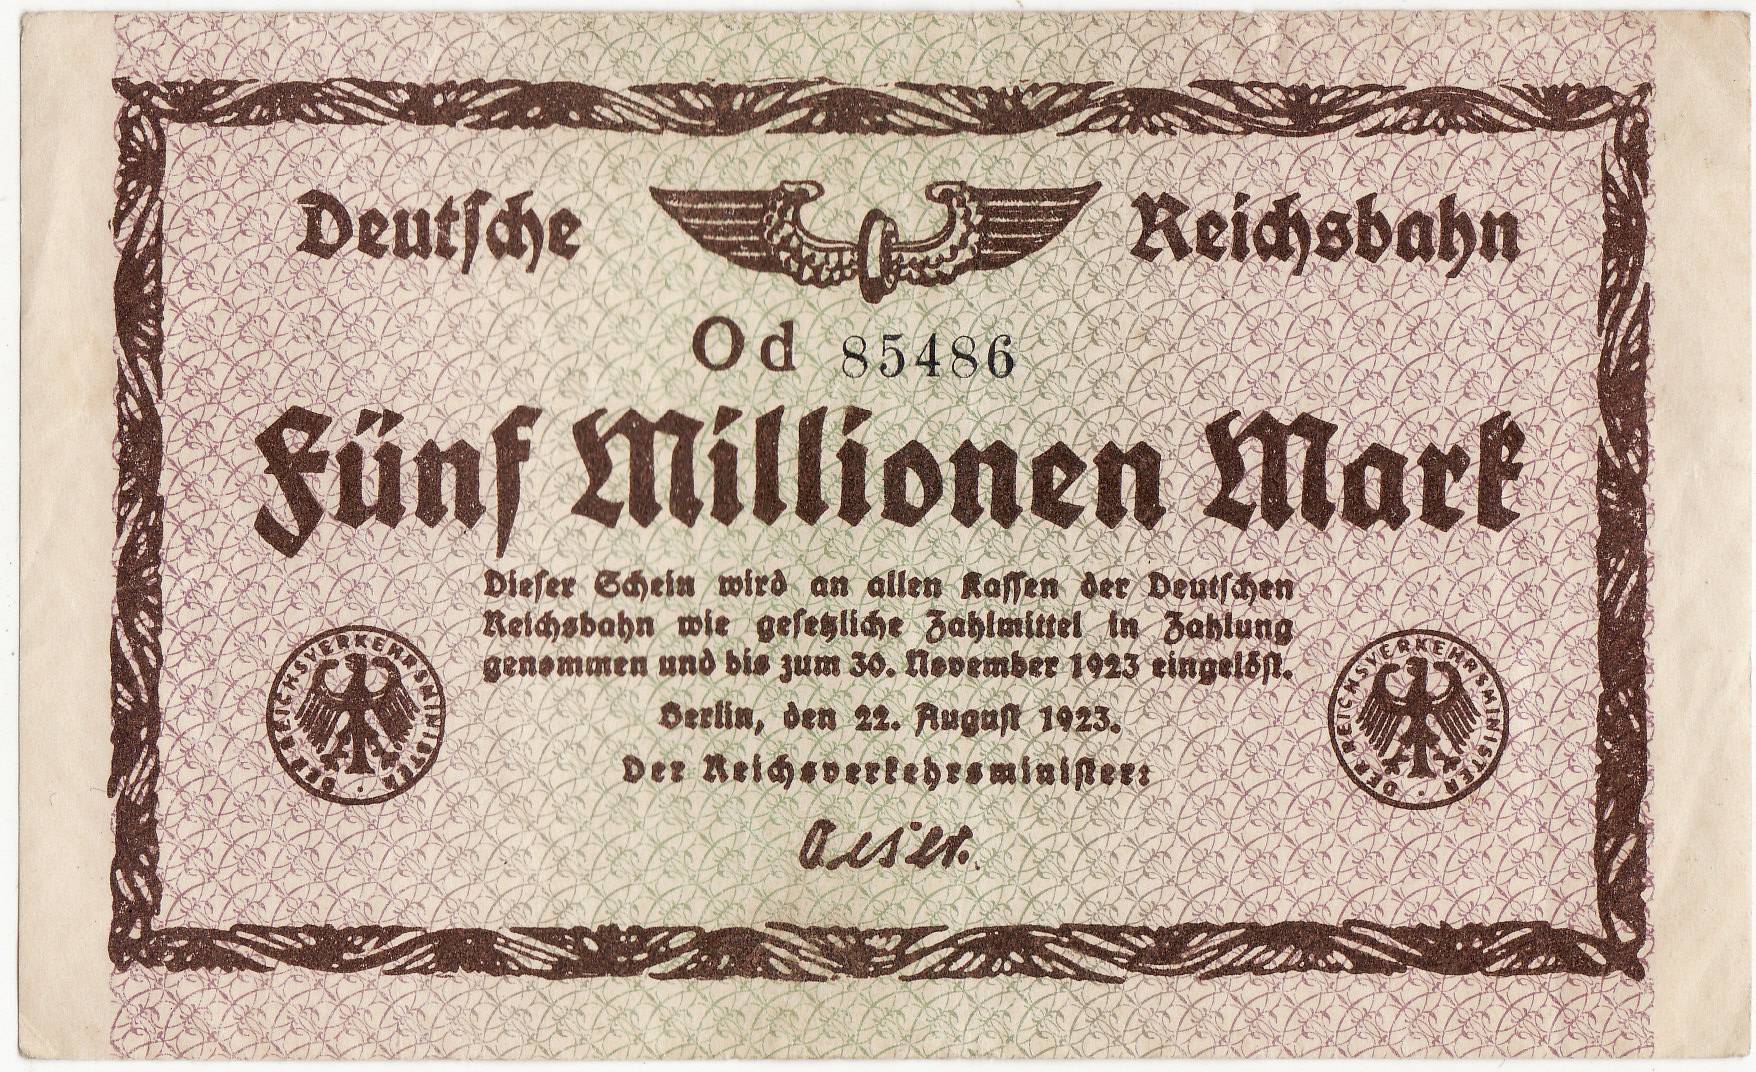 Deutsche Reichsbahn
Od 85486
Fünf Millionen Mark
Dieser Schein wird an allen Kassen der Deutschen
Reichsbahn wie gesetzliche Zahlmittel in Zahlung
genommen und bis zum 30. November 1923 eingelöst.
Berlin, den 22. August 1923.
Der Reichsverkehrsminister:
Oeser.
DER REICHSVERKEHRSMINISTER
DER REICHSVERKEHRSMINISTER